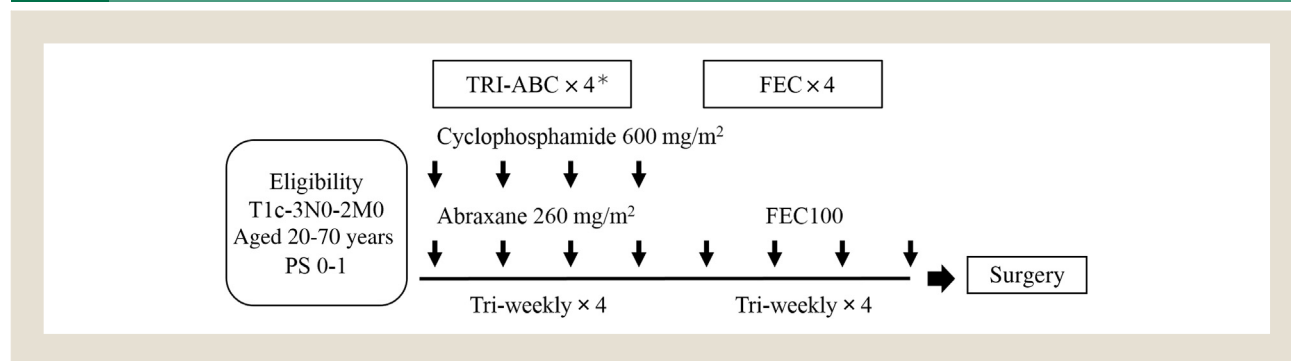 TRI-ABC × 4*
FEC × 4
Cyclophosphamide 600 mg/m²
Eligibility
T1c-3N0-2M0
Aged 20-70 years
PS 0-1
Abraxane 260 mg/m²
FEC100
Surgery
Tri-weekly × 4
Tri-weekly × 4